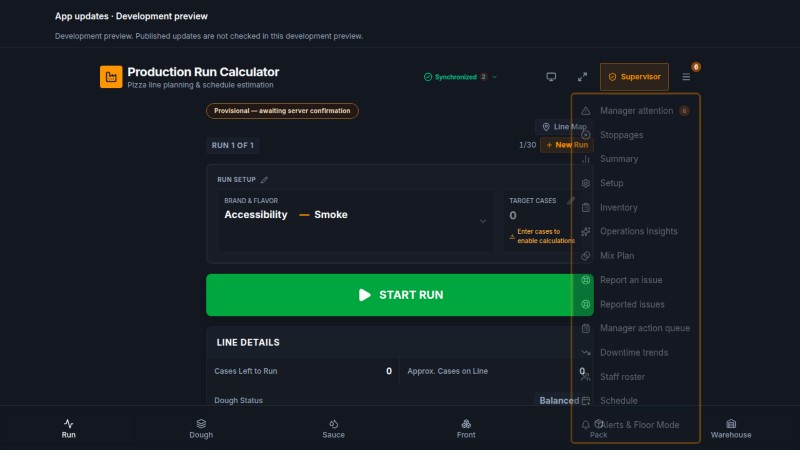 App updates · Development preview
Development preview. Published updates are not checked in this development preview.
Production Run Calculator
Pizza line planning & schedule estimation
Synchronized 2
Supervisor
6
Provisional — awaiting server confirmation
Manager attention 6
Line Map
Stoppages
RUN 1 OF 1
1/30
+ New Run
Summary
RUN SETUP
Setup
BRAND & FLAVOR
TARGET CASES
Accessibility — Smoke
0
Inventory
Enter cases to
enable calculations
Operations Insights
Mix Plan
Report an issue
START RUN
Reported issues
Manager action queue
LINE DETAILS
Downtime trends
Cases Left to Run 0
Approx. Cases on Line 0
Staff roster
Dough Status
Balanced
Schedule
Alerts & Floor Mode
Run
Dough
Sauce
Front
Pack
Warehouse